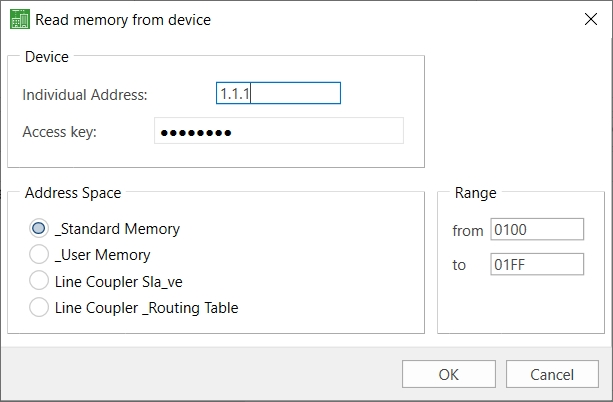 Read memory from device
Device
Individual Address: 1.1.1
Access key: ●●●●●●●●
Address Space
_Standard Memory
_User Memory
Line Coupler Sla_ve
Line Coupler _Routing Table
Range
from 0100
to 01FF
OK Cancel